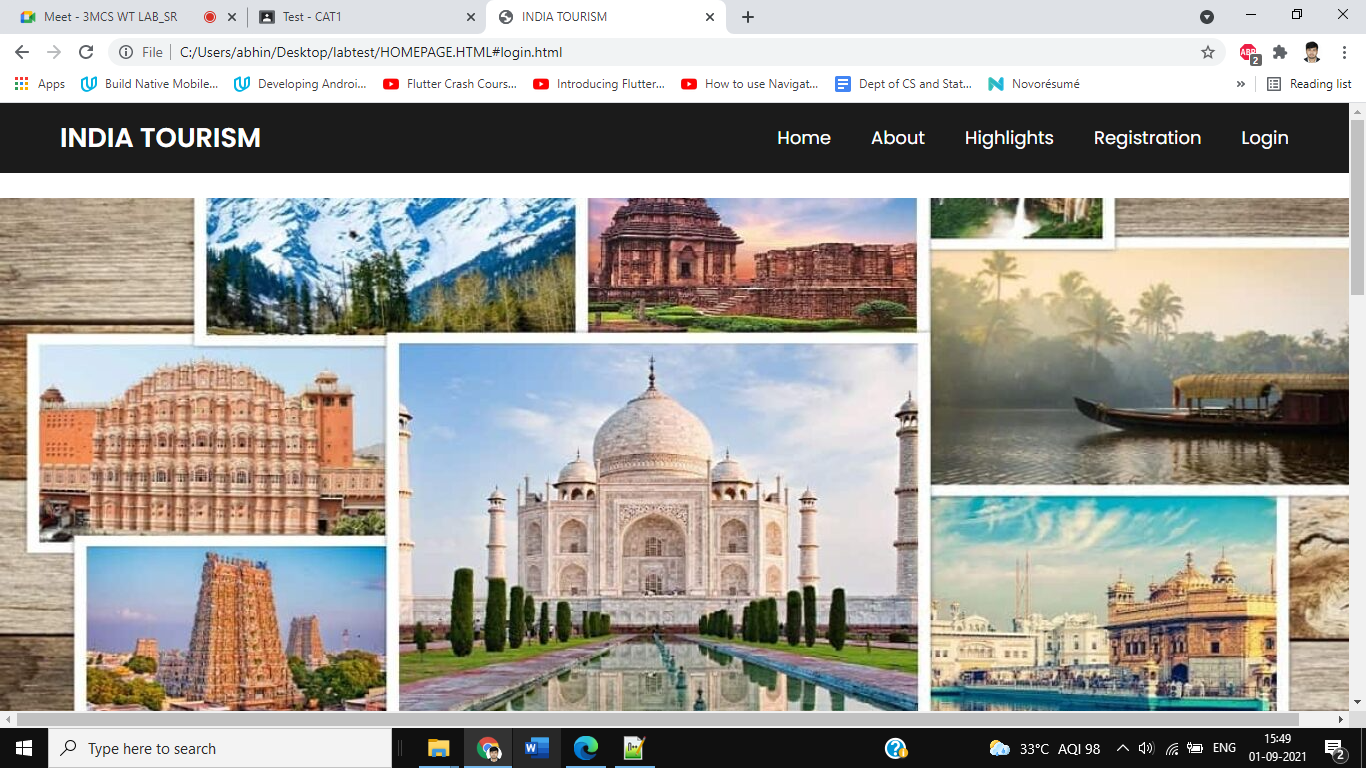 Meet - 3MCS WT LAB_SR
Test - CAT1
INDIA TOURISM
File
C:/Users/abhin/Desktop/labtest/HOMEPAGE.HTML#login.html
ABP
2
Apps
Build Native Mobile...
Developing Androi...
Flutter Crash Cours...
Introducing Flutter...
How to use Navigat...
Dept of CS and Stat...
Novorésumé
»
Reading list
INDIA TOURISM
Home
About
Highlights
Registration
Login
Type here to search
33°C AQI 98
ENG
15:49
01-09-2021
2